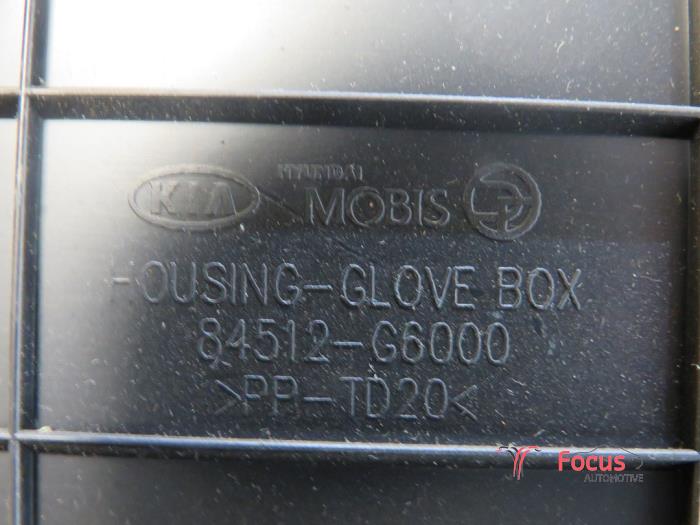 HYUNDAI
KIA MOBIS
HOUSING-GLOVE BOX
84512-G6000
>PP-TD20<
Focus
AUTOMOTIVE